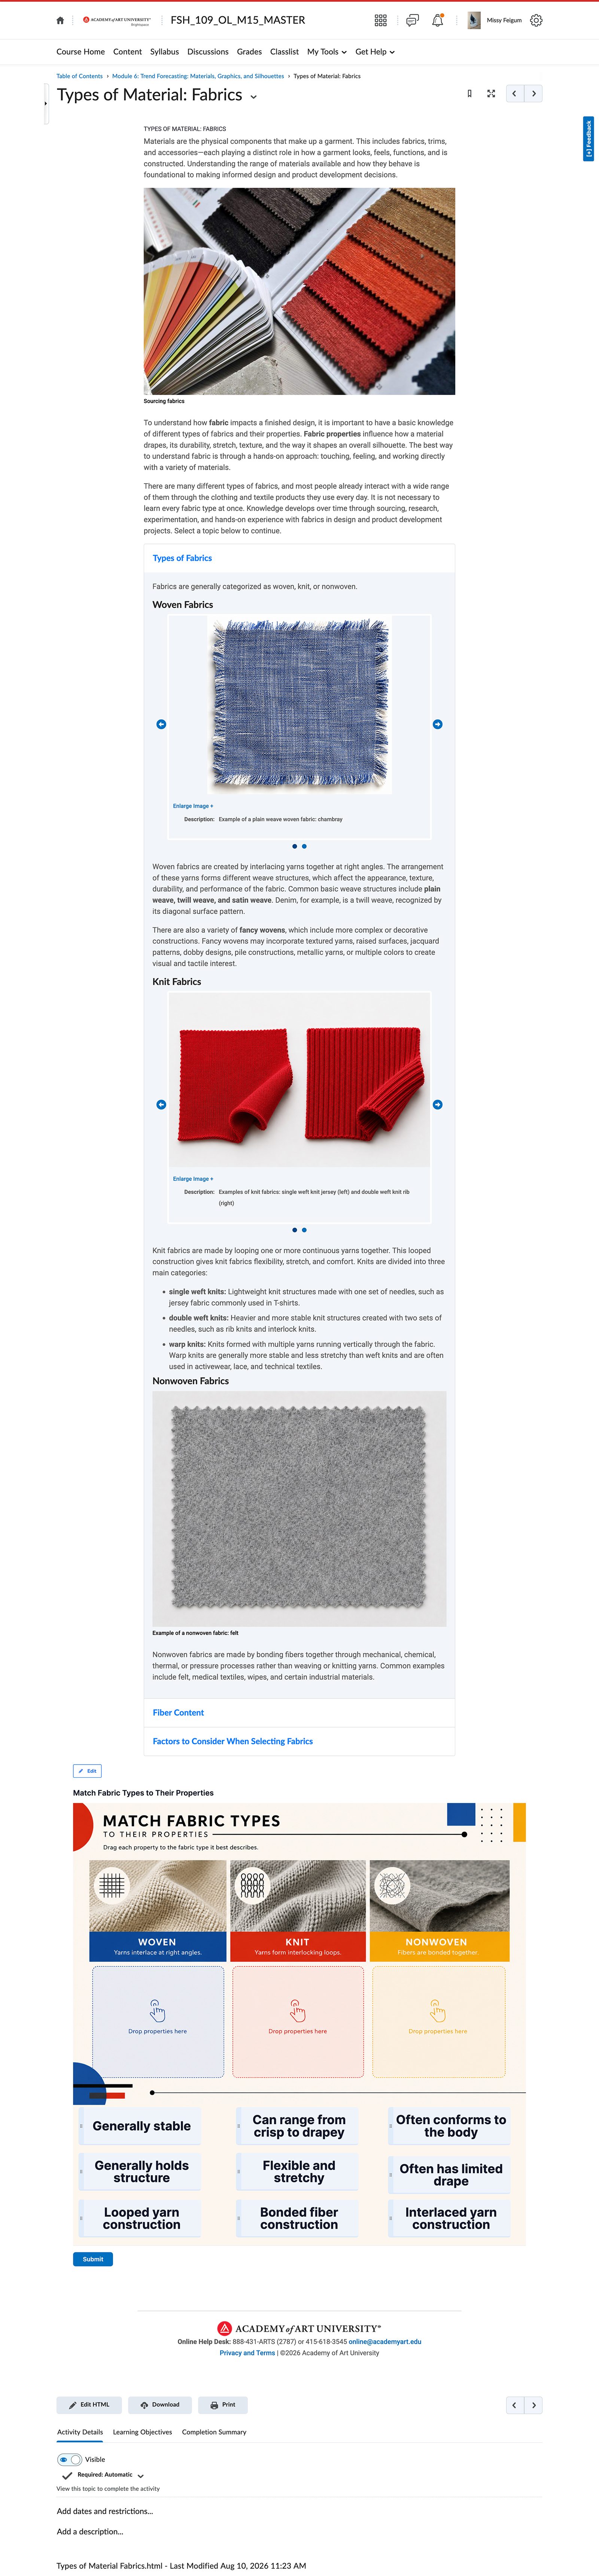 ACADEMY of ART UNIVERSITY®
Brightspace
FSH_109_OL_M15_MASTER
Missy Feigum
Course Home Content Syllabus Discussions Grades Classlist My Tools Get Help
Table of Contents › Module 6: Trend Forecasting: Materials, Graphics, and Silhouettes › Types of Material: Fabrics
Types of Material: Fabrics
[+] Feedback
TYPES OF MATERIAL: FABRICS
Materials are the physical components that make up a garment. This includes fabrics, trims,
and accessories—each playing a distinct role in how a garment looks, feels, functions, and is
constructed. Understanding the range of materials available and how they behave is
foundational to making informed design and product development decisions.
Sourcing fabrics
To understand how fabric impacts a finished design, it is important to have a basic knowledge
of different types of fabrics and their properties. Fabric properties influence how a material
drapes, its durability, stretch, texture, and the way it shapes an overall silhouette. The best way
to understand fabric is through a hands-on approach: touching, feeling, and working directly
with a variety of materials.
There are many different types of fabrics, and most people already interact with a wide range
of them through the clothing and textile products they use every day. It is not necessary to
learn every fabric type at once. Knowledge develops over time through sourcing, research,
experimentation, and hands-on experience with fabrics in design and product development
projects. Select a topic below to continue.
Types of Fabrics
Fabrics are generally categorized as woven, knit, or nonwoven.
Woven Fabrics
Enlarge Image +
Description: Example of a plain weave woven fabric: chambray
Woven fabrics are created by interlacing yarns together at right angles. The arrangement
of these yarns forms different weave structures, which affect the appearance, texture,
durability, and performance of the fabric. Common basic weave structures include plain
weave, twill weave, and satin weave. Denim, for example, is a twill weave, recognized by
its diagonal surface pattern.
There are also a variety of fancy wovens, which include more complex or decorative
constructions. Fancy wovens may incorporate textured yarns, raised surfaces, jacquard
patterns, dobby designs, pile constructions, metallic yarns, or multiple colors to create
visual and tactile interest.
Knit Fabrics
Enlarge Image +
Description: Examples of knit fabrics: single weft knit jersey (left) and double weft knit rib
(right)
Knit fabrics are made by looping one or more continuous yarns together. This looped
construction gives knit fabrics flexibility, stretch, and comfort. Knits are divided into three
main categories:
• single weft knits: Lightweight knit structures made with one set of needles, such as
jersey fabric commonly used in T-shirts.
• double weft knits: Heavier and more stable knit structures created with two sets of
needles, such as rib knits and interlock knits.
• warp knits: Knits formed with multiple yarns running vertically through the fabric.
Warp knits are generally more stable and less stretchy than weft knits and are often
used in activewear, lace, and technical textiles.
Nonwoven Fabrics
Example of a nonwoven fabric: felt
Nonwoven fabrics are made by bonding fibers together through mechanical, chemical,
thermal, or pressure processes rather than weaving or knitting yarns. Common examples
include felt, medical textiles, wipes, and certain industrial materials.
Fiber Content
Factors to Consider When Selecting Fabrics
Edit
Match Fabric Types to Their Properties
MATCH FABRIC TYPES
TO THEIR PROPERTIES
Drag each property to the fabric type it best describes.
WOVEN KNIT NONWOVEN
Yarns interlace at right angles. Yarns form interlocking loops. Fibers are bonded together.
Drop properties here Drop properties here Drop properties here
Generally stable
Can range from
crisp to drapey
Often conforms to
the body
Generally holds
structure
Flexible and
stretchy
Often has limited
drape
Looped yarn
construction
Bonded fiber
construction
Interlaced yarn
construction
Submit
ACADEMY of ART UNIVERSITY®
Online Help Desk: 888-431-ARTS (2787) or 415-618-3545 online@academyart.edu
Privacy and Terms | ©2026 Academy of Art University
Edit HTML Download Print
Activity Details Learning Objectives Completion Summary
Visible
Required: Automatic
View this topic to complete the activity
Add dates and restrictions...
Add a description...
Types of Material Fabrics.html - Last Modified Aug 10, 2026 11:23 AM